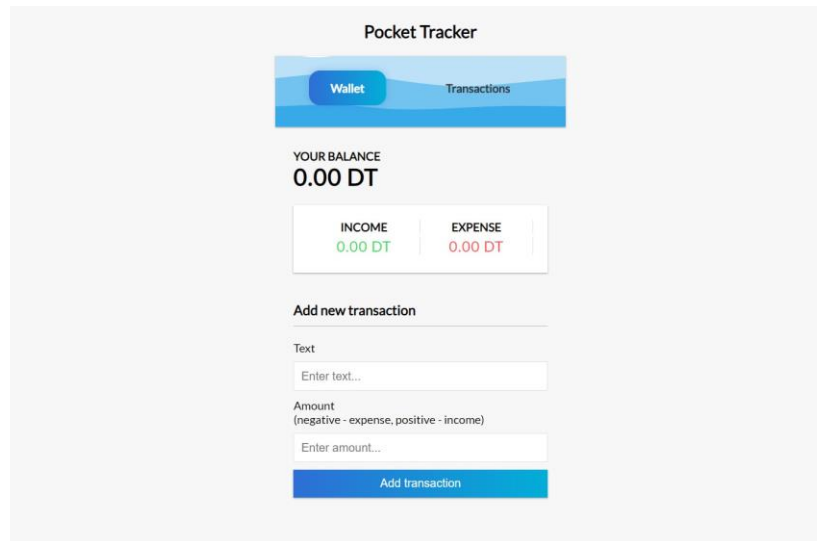 Pocket Tracker
Wallet Transactions
YOUR BALANCE
0.00 DT
INCOME EXPENSE
0.00 DT 0.00 DT
Add new transaction
Text
Enter text...
Amount
(negative - expense, positive - income)
Enter amount...
Add transaction